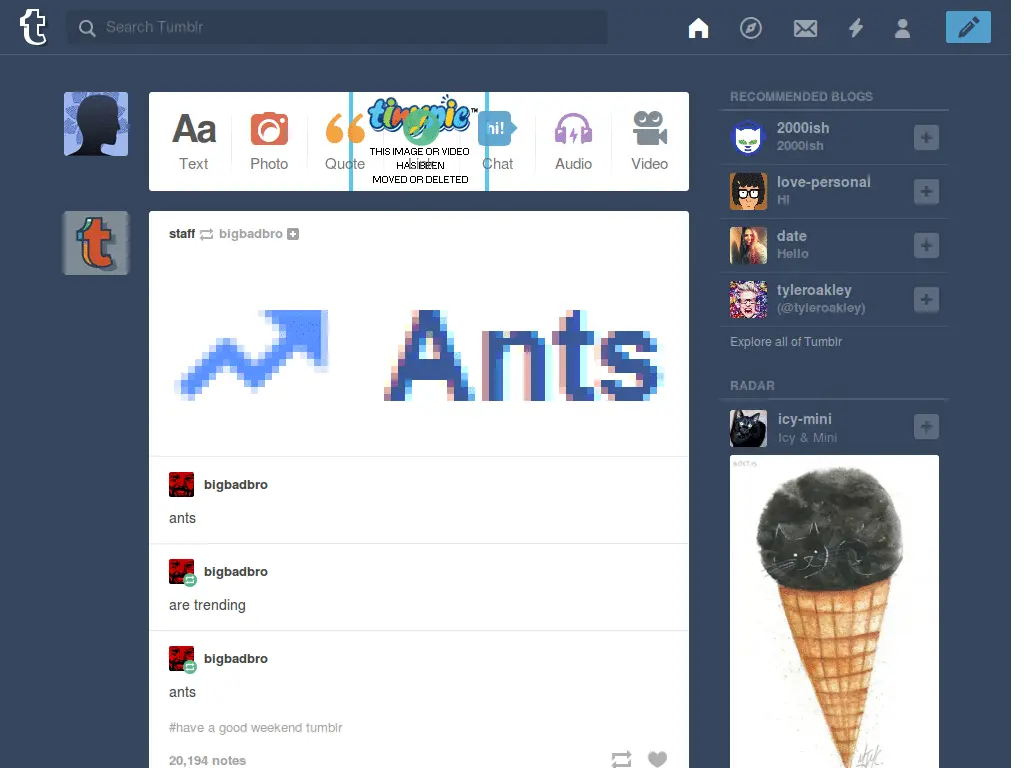 Search Tumblr
tinypic™
THIS IMAGE OR VIDEO
HAS BEEN
MOVED OR DELETED
Aa
hi!
Text
Photo
Quote
Link
Chat
Audio
Video
staff bigbadbro
Ants
bigbadbro
ants
bigbadbro
are trending
bigbadbro
ants
#have a good weekend tumblr
20,194 notes
RECOMMENDED BLOGS
2000ish
2000ish
love-personal
Hi
date
Hello
tyleroakley
(@tyleroakley)
Explore all of Tumblr
RADAR
icy-mini
Icy & Mini